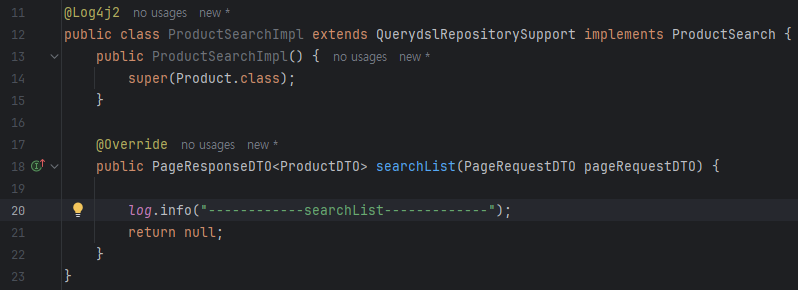 11 @Log4j2 no usages new *
12 public class ProductSearchImpl extends QuerydslRepositorySupport implements ProductSearch {
13 public ProductSearchImpl() { no usages new *
14 super(Product.class);
15 }
16
17 @Override no usages new *
18 public PageResponseDTO<ProductDTO> searchList(PageRequestDTO pageRequestDTO) {
19
20 log.info("------------searchList-------------");
21 return null;
22 }
23 }